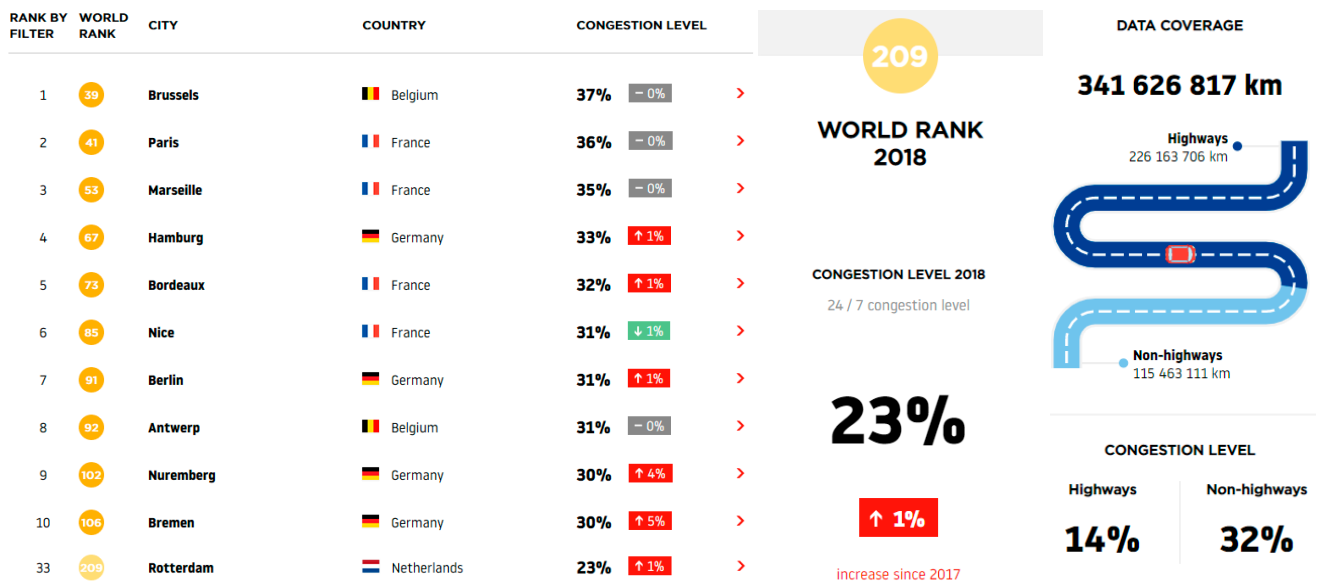 RANK BY FILTER WORLD RANK CITY COUNTRY CONGESTION LEVEL
1 39 Brussels Belgium 37% – 0%
2 41 Paris France 36% – 0%
3 53 Marseille France 35% – 0%
4 67 Hamburg Germany 33% ↑ 1%
5 73 Bordeaux France 32% ↑ 1%
6 85 Nice France 31% ↓ 1%
7 91 Berlin Germany 31% ↑ 1%
8 92 Antwerp Belgium 31% – 0%
9 102 Nuremberg Germany 30% ↑ 4%
10 106 Bremen Germany 30% ↑ 5%
33 209 Rotterdam Netherlands 23% ↑ 1%
209
WORLD RANK
2018
CONGESTION LEVEL 2018
24 / 7 congestion level
23%
↑ 1%
increase since 2017
DATA COVERAGE
341 626 817 km
Highways
226 163 706 km
Non-highways
115 463 111 km
CONGESTION LEVEL
Highways Non-highways
14% 32%